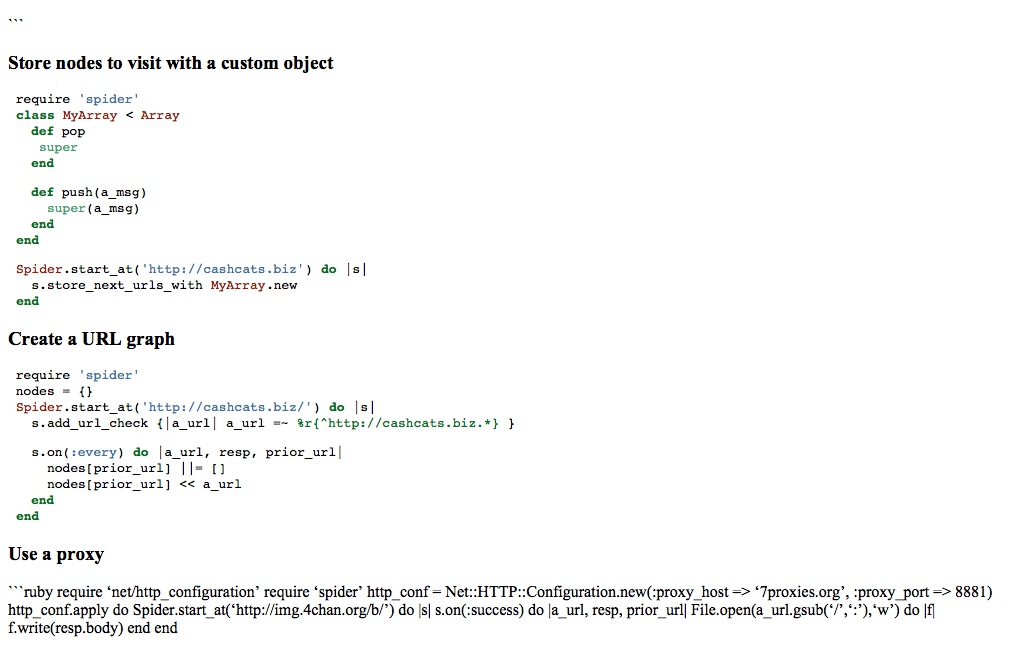 ```
Store nodes to visit with a custom object
require 'spider'
class MyArray < Array
  def pop
   super
  end

  def push(a_msg)
    super(a_msg)
  end
end

Spider.start_at('http://cashcats.biz') do |s|
  s.store_next_urls_with MyArray.new
end
Create a URL graph
require 'spider'
nodes = {}
Spider.start_at('http://cashcats.biz/') do |s|
  s.add_url_check {|a_url| a_url =~ %r{^http://cashcats.biz.*} }

  s.on(:every) do |a_url, resp, prior_url|
    nodes[prior_url] ||= []
    nodes[prior_url] << a_url
  end
end
Use a proxy
```ruby require ‘net/http_configuration’ require ‘spider’ http_conf = Net::HTTP::Configuration.new(:proxy_host => ‘7proxies.org’, :proxy_port => 8881)
http_conf.apply do Spider.start_at(‘http://img.4chan.org/b/’) do |s| s.on(:success) do |a_url, resp, prior_url| File.open(a_url.gsub(‘/’,‘:’),‘w’) do |f|
f.write(resp.body) end end